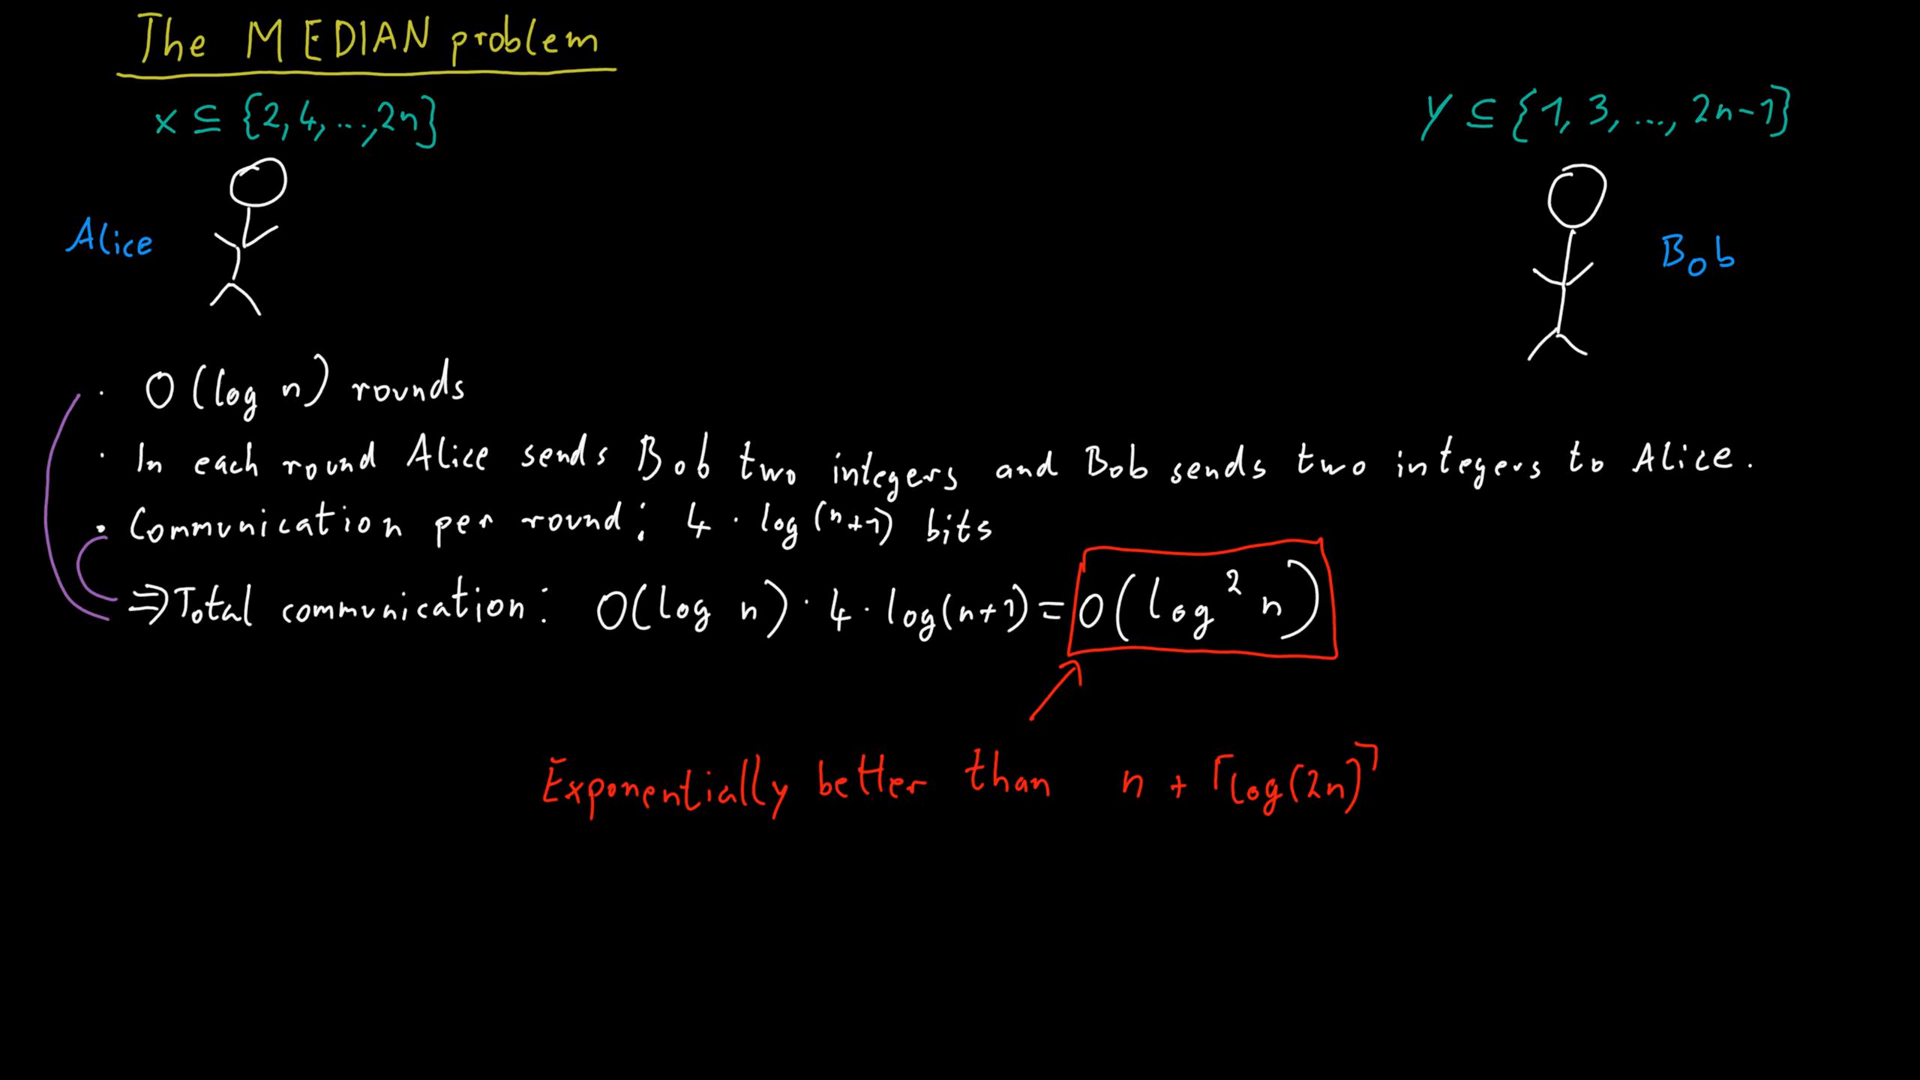 The MEDIAN problem
x ⊆ {2,4,...,2n}
y ⊆ {1,3,...,2n-1}
Alice
Bob
· O(log n) rounds
· In each round Alice sends Bob two integers and Bob sends two integers to Alice.
· Communication per round: 4 · log(n+1) bits
⇒ Total communication: O(log n) · 4 · log(n+1) = O(log² n)
Exponentially better than n + ⌈log(2n)⌉